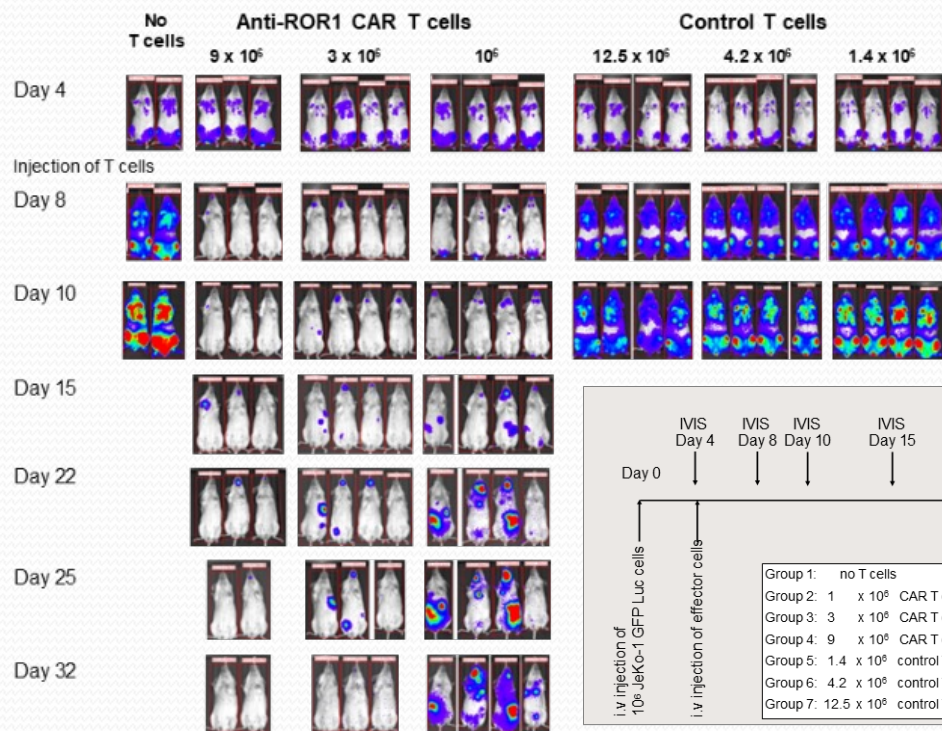 No
T cells
Anti-ROR1 CAR T cells
Control T cells
9 x 10⁶
3 x 10⁶
10⁶
12.5 x 10⁶
4.2 x 10⁶
1.4 x 10⁶
Day 4
Injection of T cells
Day 8
Day 10
Day 15
Day 22
Day 25
Day 32
IVIS
Day 4
IVIS
Day 8
IVIS
Day 10
IVIS
Day 15
Day 0
i.v injection of
10⁶ JeKo-1 GFP Luc cells
i.v injection of effector cells
Group 1: no T cells
Group 2: 1 x 10⁶ CAR T
Group 3: 3 x 10⁶ CAR T
Group 4: 9 x 10⁶ CAR T
Group 5: 1.4 x 10⁶ control
Group 6: 4.2 x 10⁶ control
Group 7: 12.5 x 10⁶ control